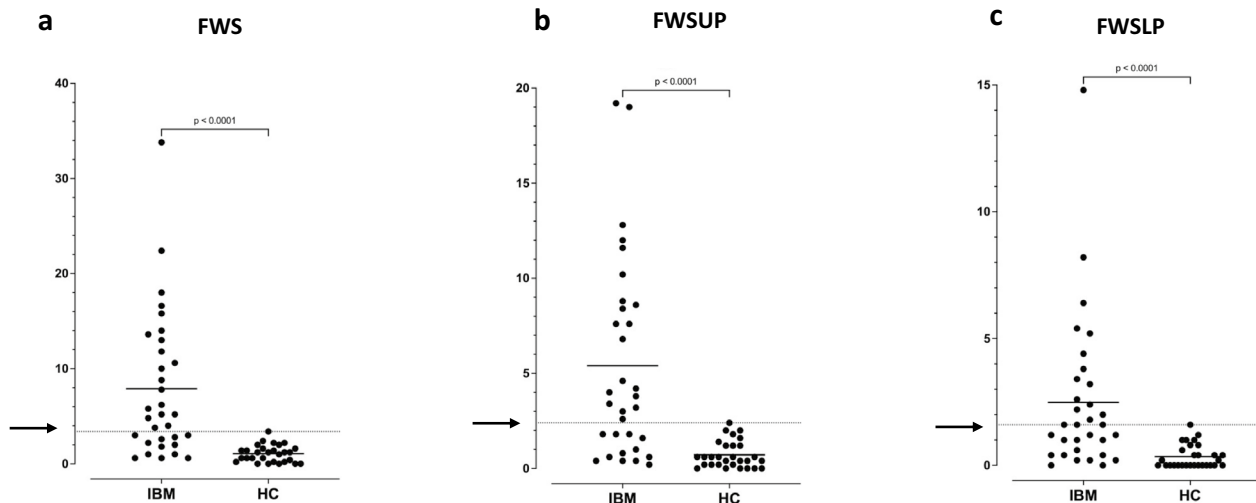 a
FWS
40
30
20
10
0
p < 0.0001
IBM
HC
b
FWSUP
20
15
10
5
0
p < 0.0001
IBM
HC
c
FWSLP
15
10
5
0
p < 0.0001
IBM
HC